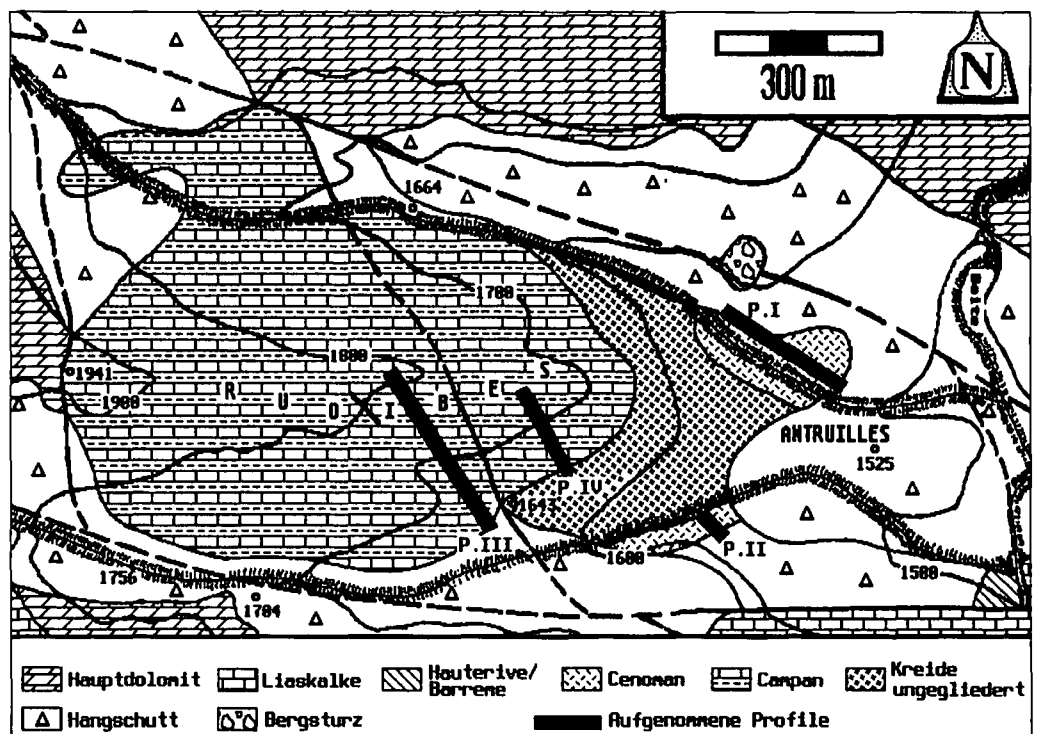 300 m
N
1664
P.I
Boite
1700
1800
1941
1900
R U O I B E S
ANTRUILLES
1525
P.IV
1643
P.III
1600
P.II
1500
1756
1704
Hauptdolomit
Liaskalke
Hauterive/
Barreme
Cenoman
Campan
Kreide
ungegliedert
Hangschutt
Bergsturz
Aufgenommene Profile